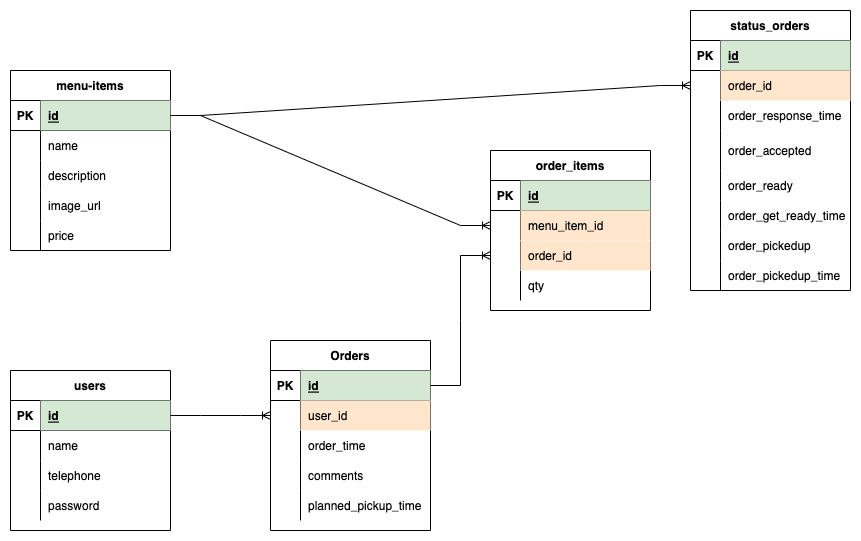 status_orders
PK id
order_id
order_response_time
order_accepted
order_ready
order_get_ready_time
order_pickedup
order_pickedup_time
menu-items
PK id
name
description
image_url
price
order_items
PK id
menu_item_id
order_id
qty
Orders
PK id
user_id
order_time
comments
planned_pickup_time
users
PK id
name
telephone
password